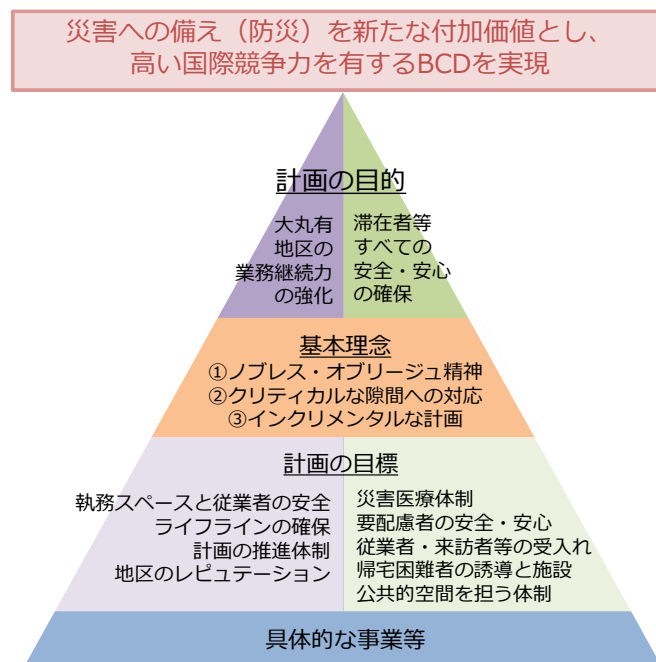 災害への備え（防災）を新たな付加価値とし、
高い国際競争力を有するBCDを実現
計画の目的
大丸有
地区の
業務継続力
の強化
滞在者等
すべての
安全・安心
の確保
基本理念
①ノブレス・オブリージュ精神
②クリティカルな隙間への対応
③インクリメンタルな計画
計画の目標
執務スペースと従業者の安全
ライフラインの確保
計画の推進体制
地区のレピュテーション
災害医療体制
要配慮者の安全・安心
従業者・来訪者等の受入れ
帰宅困難者の誘導と施設
公共的空間を担う体制
具体的な事業等